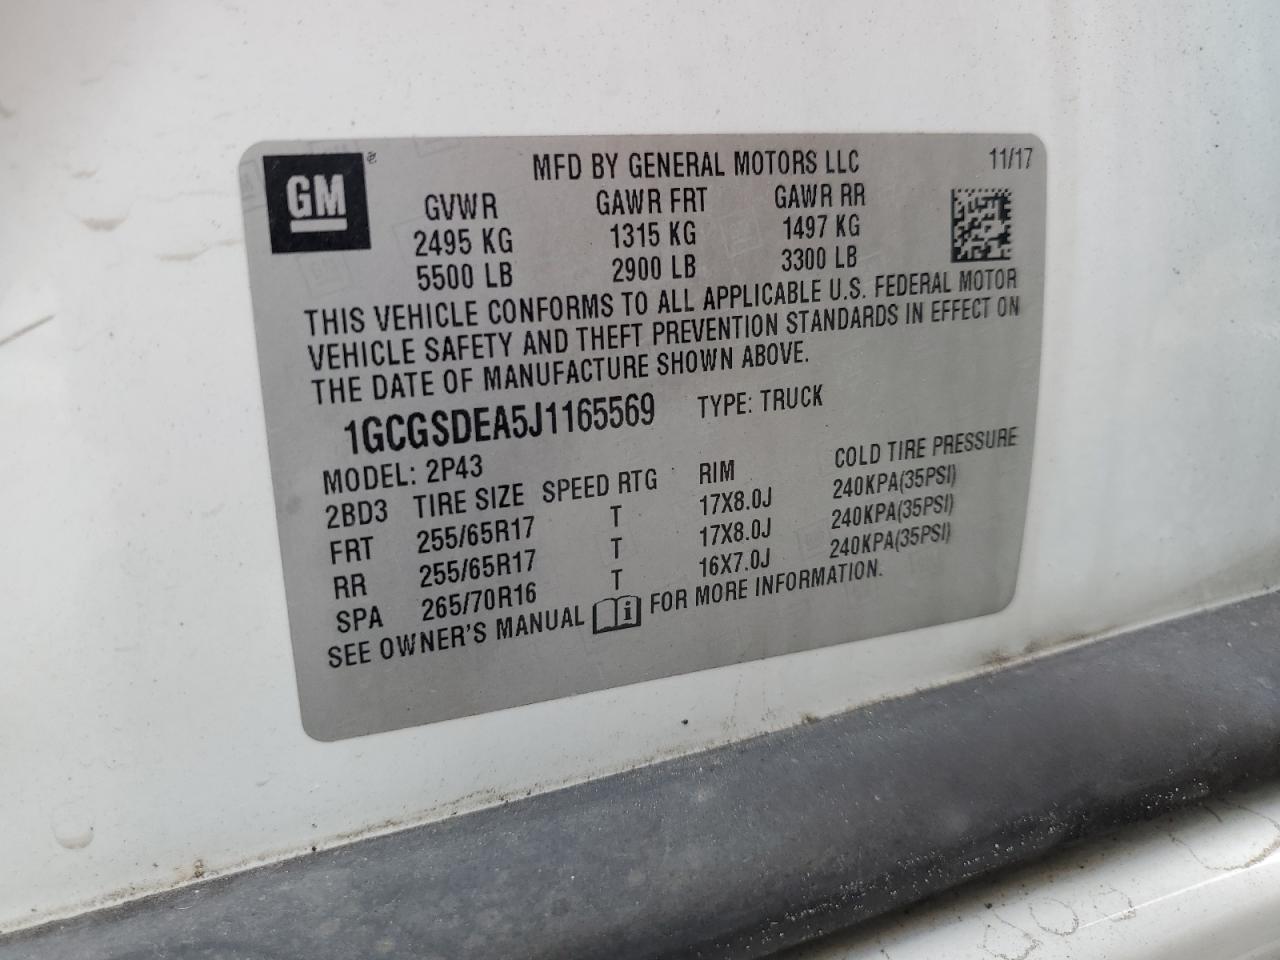 GM
MFD BY GENERAL MOTORS LLC 11/17
GVWR GAWR FRT GAWR RR
2495 KG 1315 KG 1497 KG
5500 LB 2900 LB 3300 LB
THIS VEHICLE CONFORMS TO ALL APPLICABLE U.S. FEDERAL MOTOR
VEHICLE SAFETY AND THEFT PREVENTION STANDARDS IN EFFECT ON
THE DATE OF MANUFACTURE SHOWN ABOVE.
1GCGSDEA5J1165569 TYPE: TRUCK
MODEL: 2P43
2BD3 TIRE SIZE SPEED RTG RIM COLD TIRE PRESSURE
FRT 255/65R17 T 17X8.0J 240KPA(35PSI)
RR 255/65R17 T 17X8.0J 240KPA(35PSI)
SPA 265/70R16 T 16X7.0J 240KPA(35PSI)
SEE OWNER'S MANUAL i FOR MORE INFORMATION.